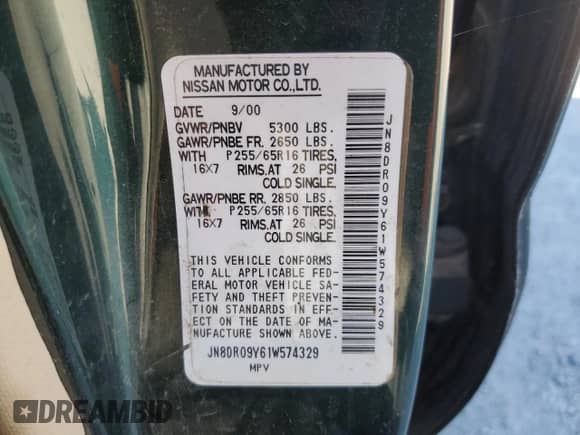 MANUFACTURED BY
NISSAN MOTOR CO.,LTD.
DATE 9/00
GVWR/PNBV 5300 LBS.
GAWR/PNBE FR. 2650 LBS.
WITH P255/65R16 TIRES,
16X7 RIMS,AT 26 PSI
COLD SINGLE.
GAWR/PNBE RR. 2850 LBS.
WITH P255/65R16 TIRES,
16X7 RIMS,AT 26 PSI
COLD SINGLE.
THIS VEHICLE CONFORMS
TO ALL APPLICABLE FED-
ERAL MOTOR VEHICLE SA-
FETY AND THEFT PREVEN-
TION STANDARDS IN EFF-
ECT ON THE DATE OF MA-
NUFACTURE SHOWN ABOVE.
JN8DR09Y61W574329
MPV
JN8DR09Y61W574329
DREAMBID